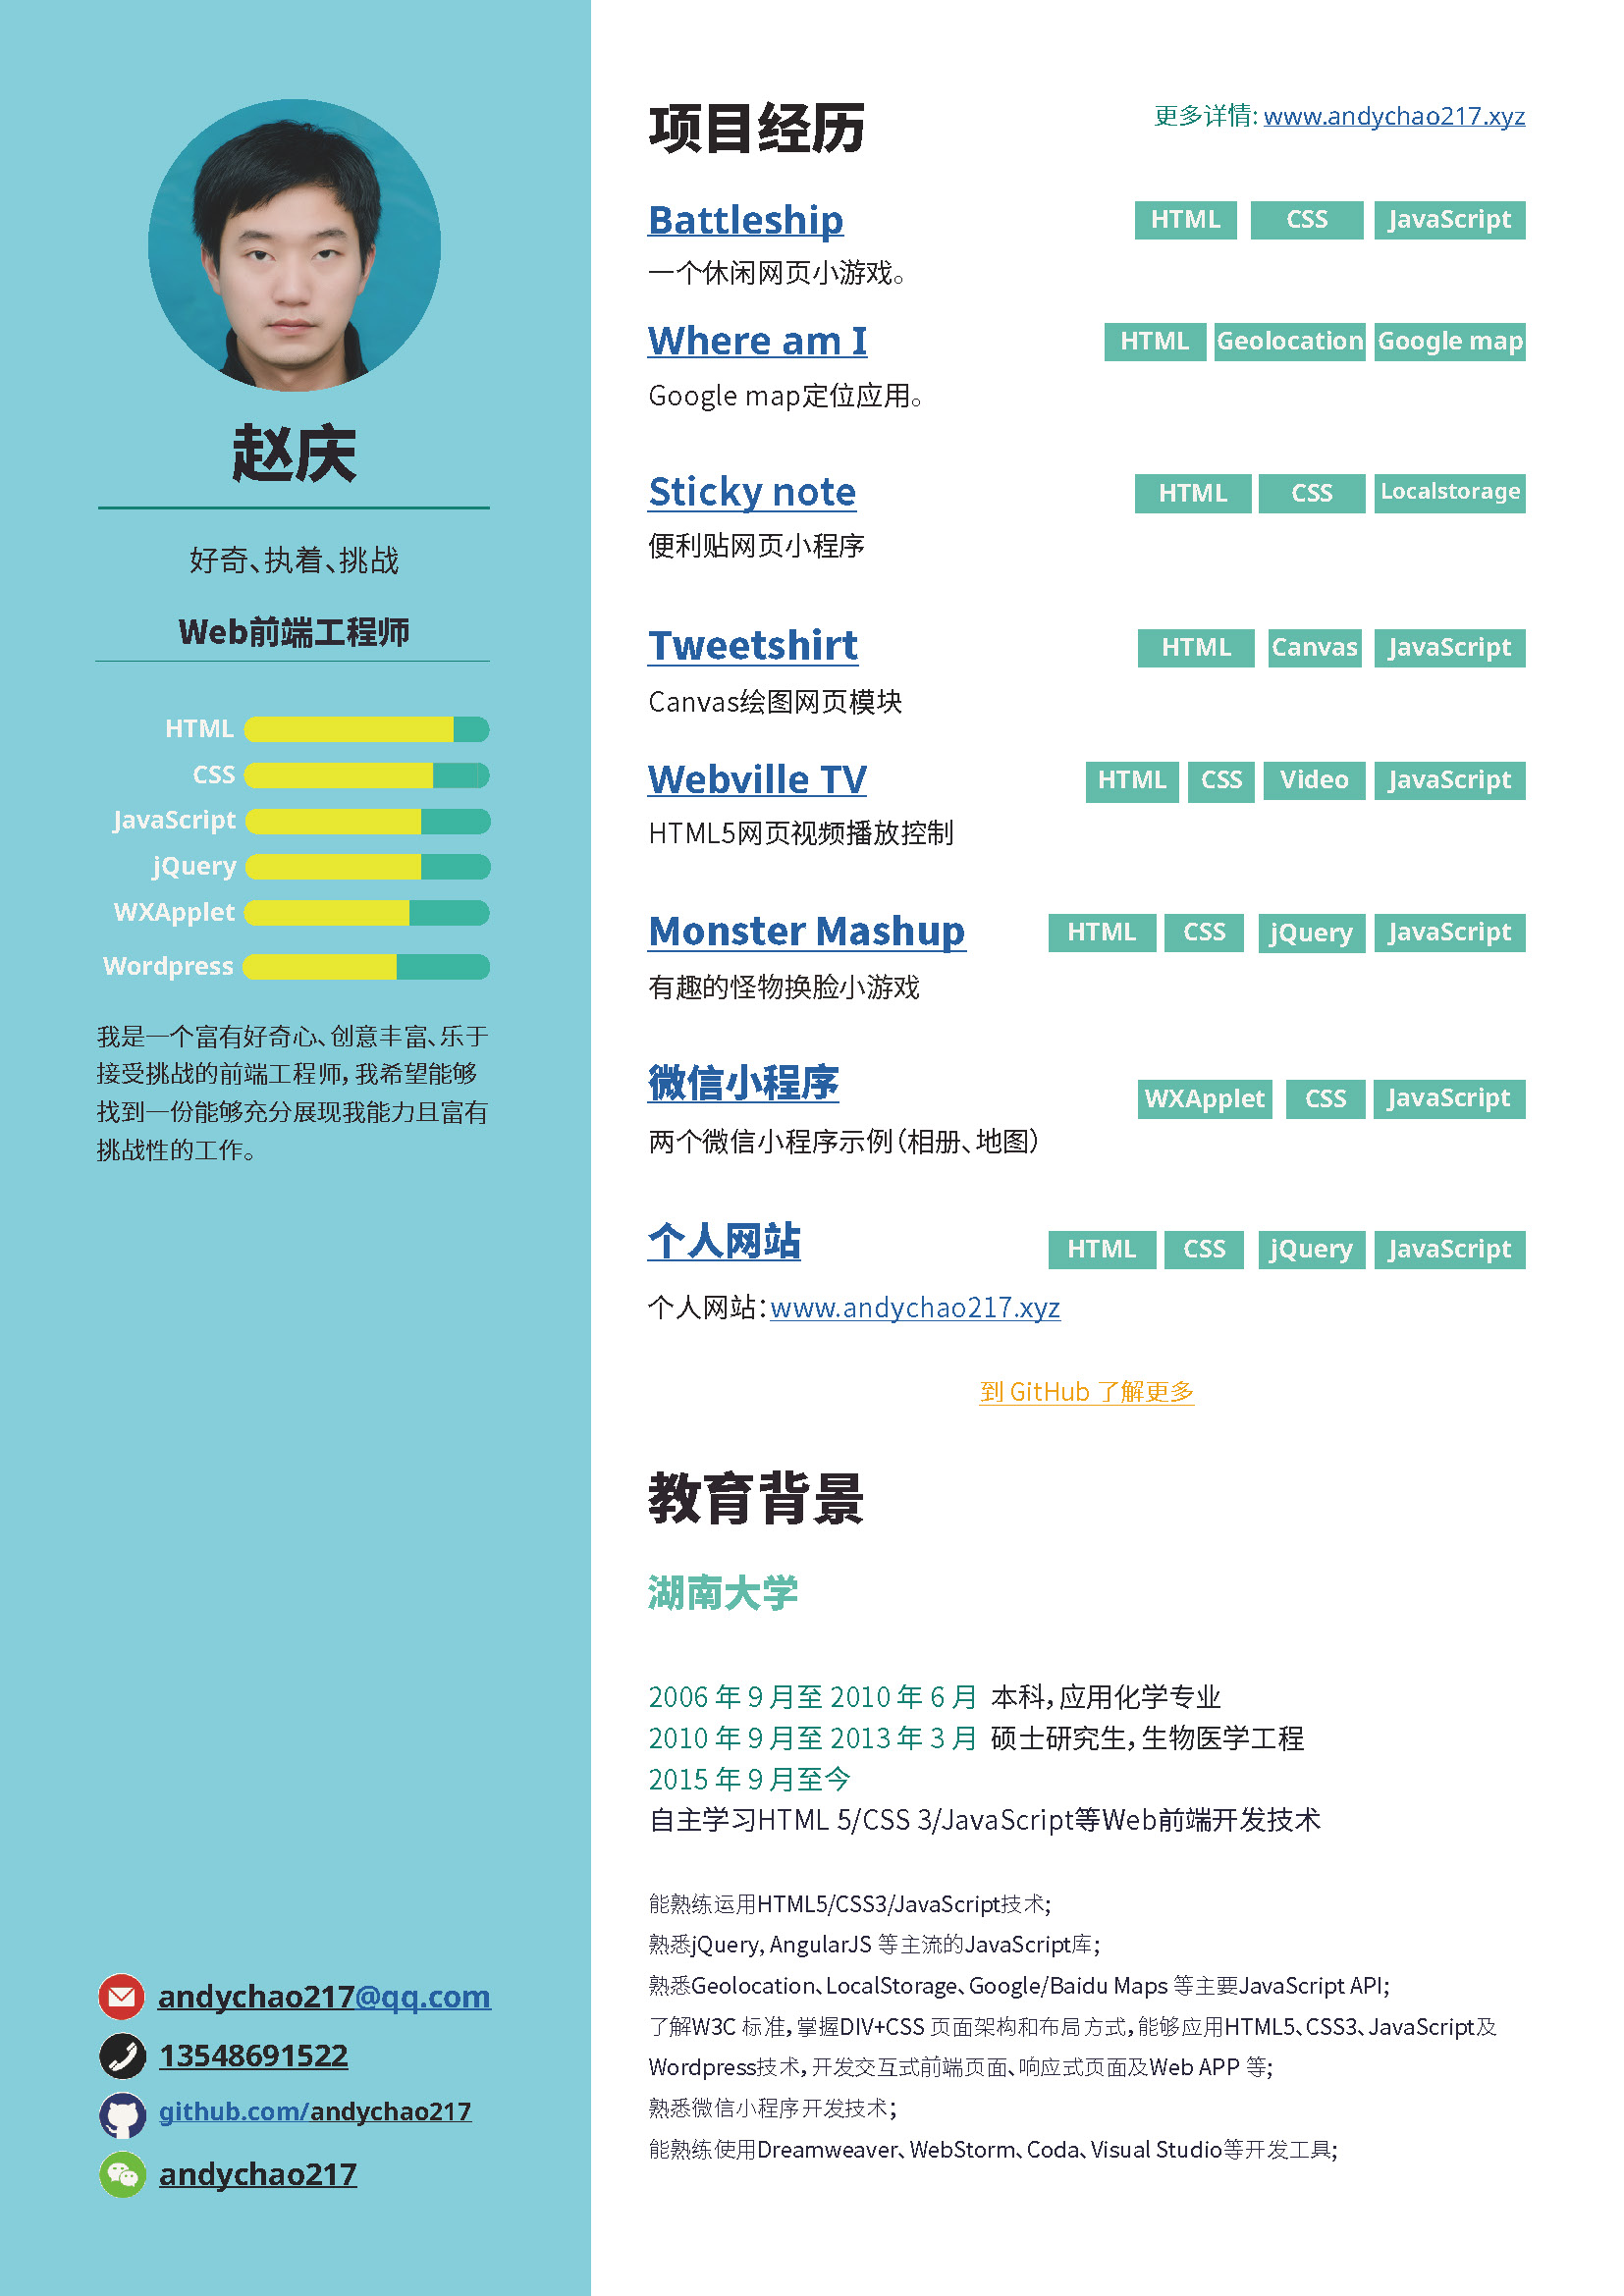 赵庆
好奇、执着、挑战
Web前端工程师
HTML
CSS
JavaScript
jQuery
WXApplet
Wordpress
我是一个富有好奇心、创意丰富、乐于
接受挑战的前端工程师，我希望能够
找到一份能够充分展现我能力且富有
挑战性的工作。
andychao217@qq.com
13548691522
github.com/andychao217
andychao217
项目经历
更多详情: www.andychao217.xyz
Battleship HTML CSS JavaScript
一个休闲网页小游戏。
Where am I HTML Geolocation Google map
Google map定位应用。
Sticky note HTML CSS Localstorage
便利贴网页小程序
Tweetshirt HTML Canvas JavaScript
Canvas绘图网页模块
Webville TV HTML CSS Video JavaScript
HTML5网页视频播放控制
Monster Mashup HTML CSS jQuery JavaScript
有趣的怪物换脸小游戏
微信小程序 WXApplet CSS JavaScript
两个微信小程序示例（相册、地图）
个人网站 HTML CSS jQuery JavaScript
个人网站：www.andychao217.xyz
到 GitHub 了解更多
教育背景
湖南大学
2006 年 9 月至 2010 年 6 月 本科，应用化学专业
2010 年 9 月至 2013 年 3 月 硕士研究生，生物医学工程
2015 年 9 月至今
自主学习HTML 5/CSS 3/JavaScript等Web前端开发技术
能熟练运用HTML5/CSS3/JavaScript技术；
熟悉jQuery, AngularJS 等主流的JavaScript库；
熟悉Geolocation、LocalStorage、Google/Baidu Maps 等主要JavaScript API；
了解W3C 标准，掌握DIV+CSS 页面架构和布局方式，能够应用HTML5、CSS3、JavaScript及
Wordpress技术，开发交互式前端页面、响应式页面及Web APP 等；
熟悉微信小程序开发技术；
能熟练使用Dreamweaver、WebStorm、Coda、Visual Studio等开发工具；